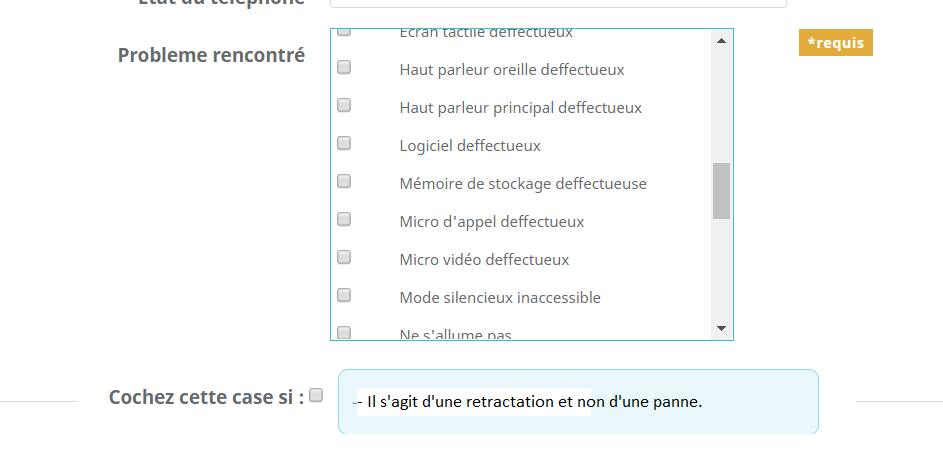 Etat du téléphone
Probleme rencontré
*requis
Ecran tactile deffectueux
Haut parleur oreille deffectueux
Haut parleur principal deffectueux
Logiciel deffectueux
Mémoire de stockage deffectueuse
Micro d'appel deffectueux
Micro vidéo deffectueux
Mode silencieux inaccessible
Ne s'allume pas
Cochez cette case si :
-- Il s'agit d'une retractation et non d'une panne.